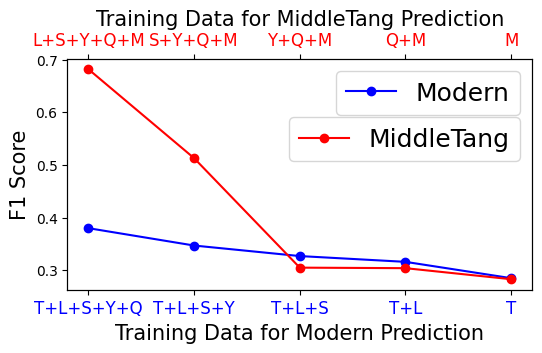 Training Data for MiddleTang Prediction
L+S+Y+Q+M S+Y+Q+M Y+Q+M Q+M M
0.7
0.6
0.5
0.4
0.3
F1 Score
Modern
MiddleTang
T+L+S+Y+Q T+L+S+Y T+L+S T+L T
Training Data for Modern Prediction